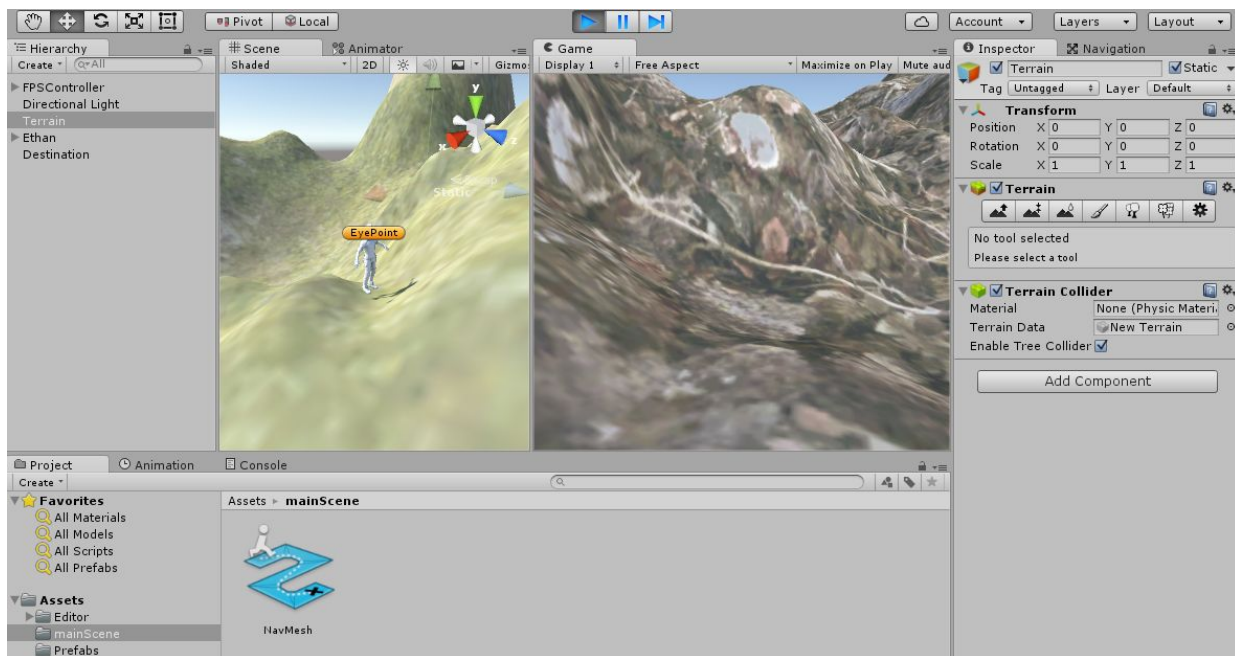 Pivot Local Account Layers Layout
Hierarchy
Create All
FPSController
Directional Light
Terrain
Ethan
Destination
Scene Animator
Shaded 2D Gizmo
y
x z
Static
EyePoint
Game
Display 1 Free Aspect Maximize on Play Mute aud
Inspector Navigation
Terrain Static
Tag Untagged Layer Default
Transform
Position X 0 Y 0 Z 0
Rotation X 0 Y 0 Z 0
Scale X 1 Y 1 Z 1
Terrain
No tool selected
Please select a tool
Terrain Collider
Material None (Physic Materi
Terrain Data New Terrain
Enable Tree Collider
Add Component
Project Animation Console
Create
Favorites
All Materials
All Models
All Scripts
All Prefabs
Assets
Editor
mainScene
Prefabs
Assets mainScene
NavMesh